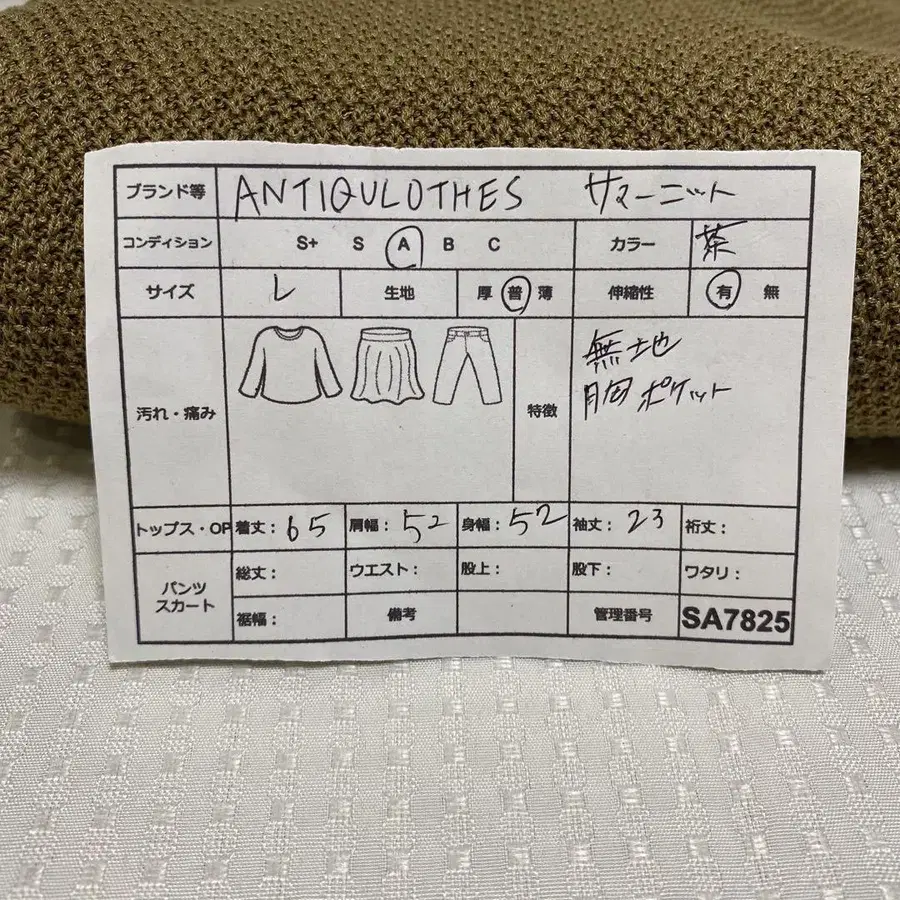 ブランド等 ANTIQULOTHES サマーニット
コンディション S+ S A B C カラー 茶
サイズ L 生地 厚 普 薄 伸縮性 有 無
汚れ・痛み 特徴 無地
胸ポケット
トップス・OP 着丈: 65 肩幅: 52 身幅: 52 袖丈: 23 裄丈:
パンツ
スカート
総丈: ウエスト: 股上: 股下: ワタリ:
裾幅: 備考 管理番号 SA7825